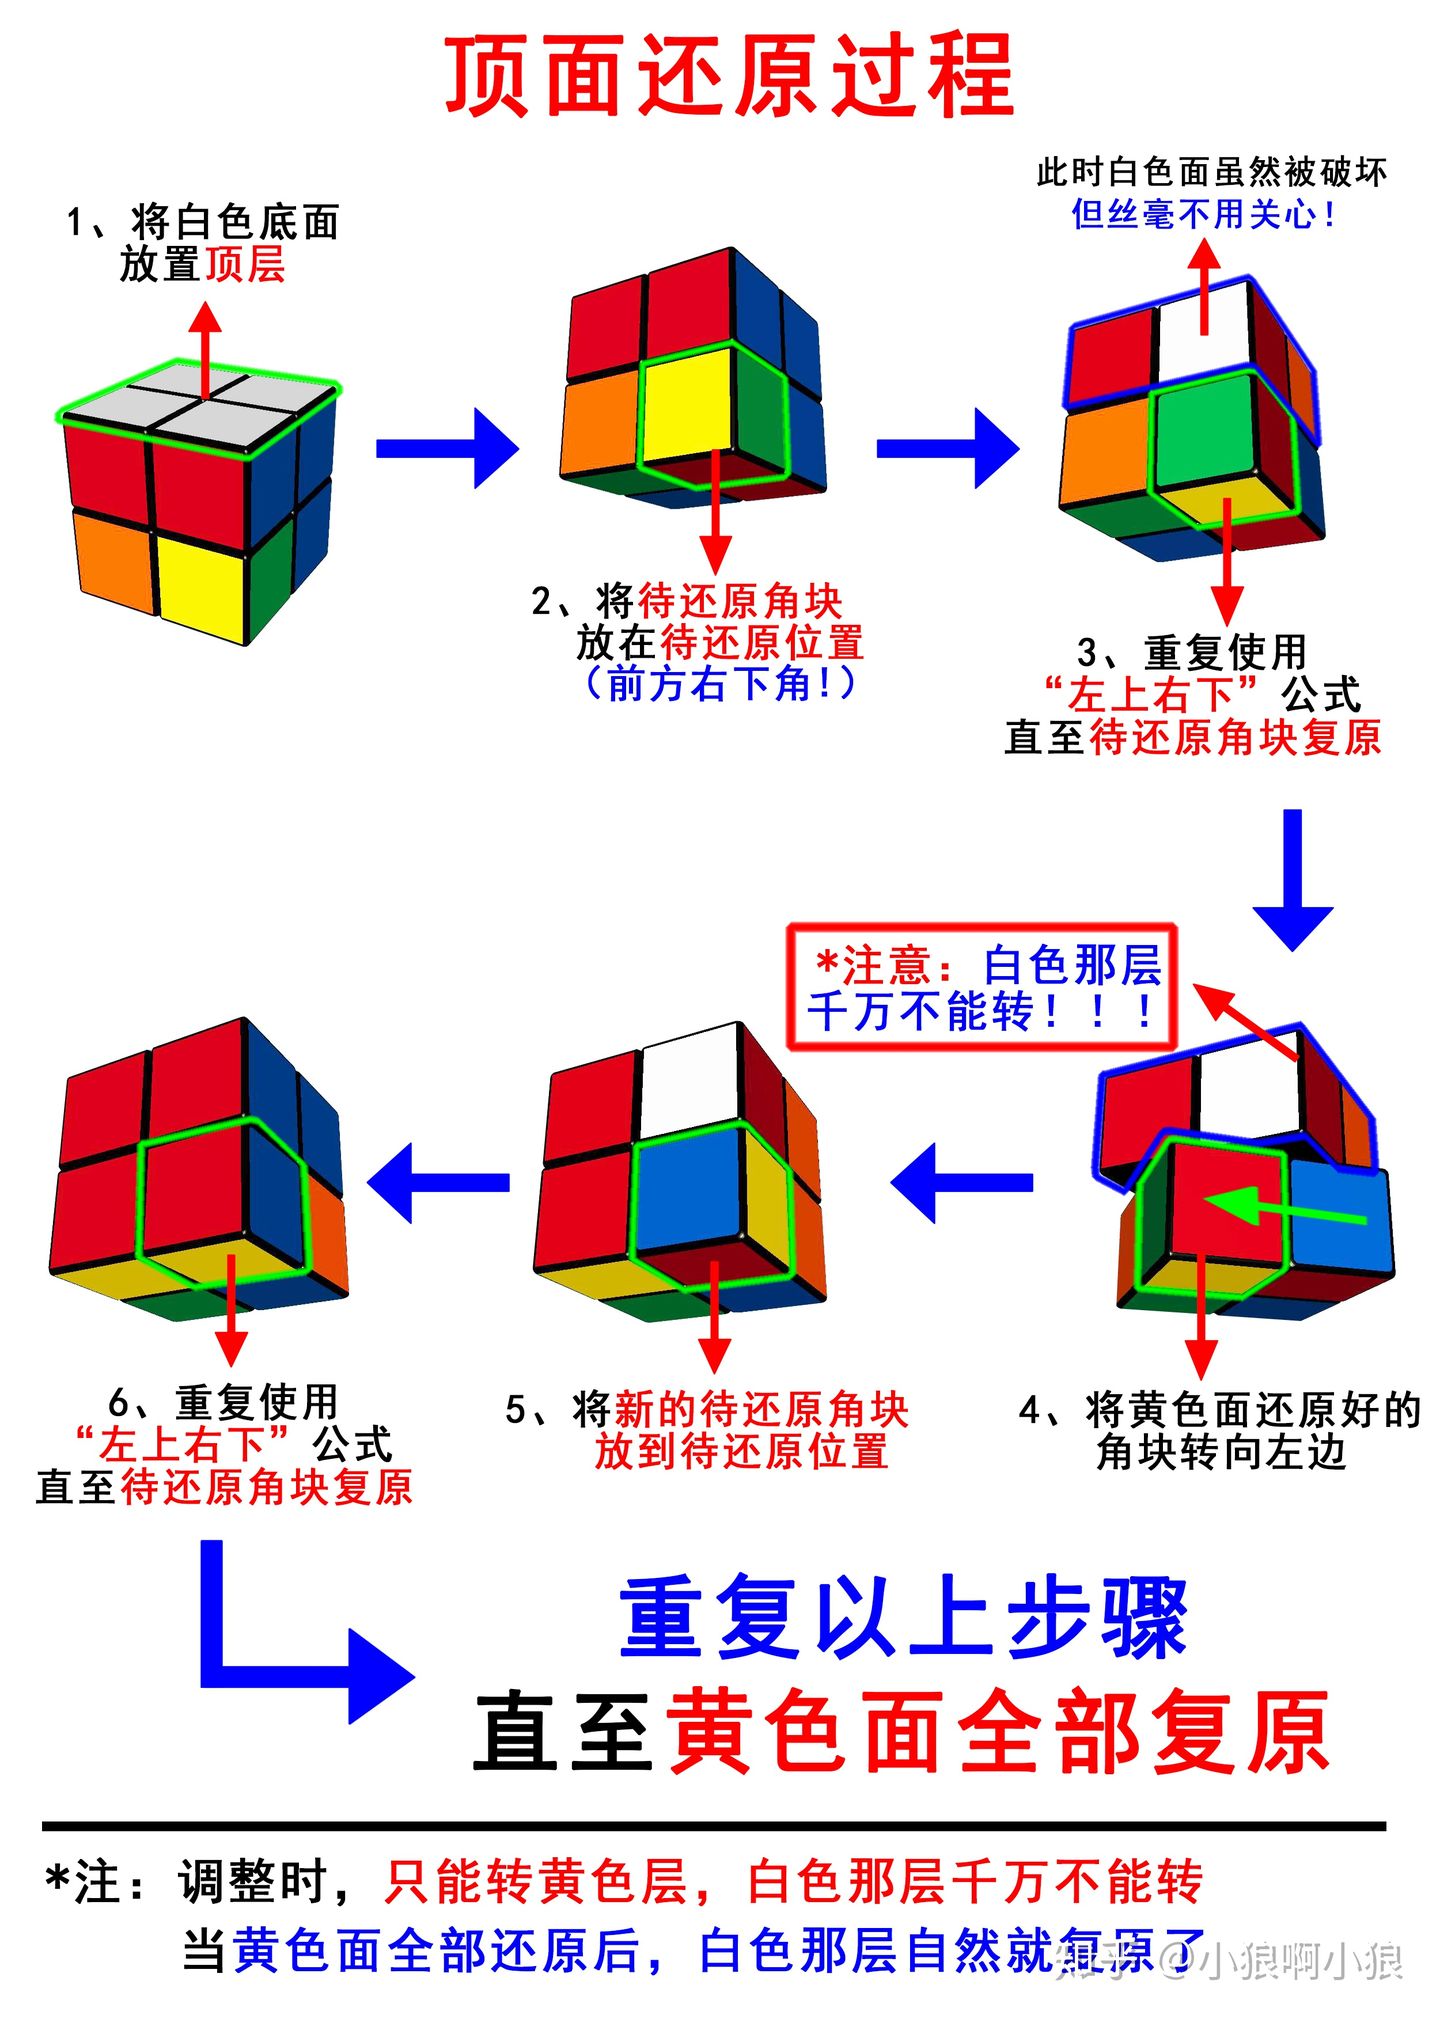 顶面还原过程
1、将白色底面
放置顶层
此时白色面虽然被破坏
但丝毫不用关心！
2、将待还原角块
放在待还原位置
（前方右下角！）
3、重复使用
“左上右下”公式
直至待还原角块复原
*注意：白色那层
千万不能转！！！
4、将黄色面还原好的
角块转向左边
5、将新的待还原角块
放到待还原位置
6、重复使用
“左上右下”公式
直至待还原角块复原
重复以上步骤
直至黄色面全部复原
*注：调整时，只能转黄色层，白色那层千万不能转
当黄色面全部还原后，白色那层自然就复原了
知乎 @小狼啊小狼